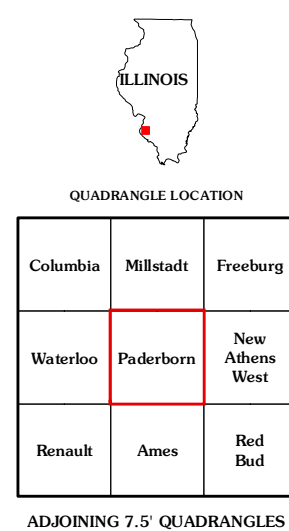 ILLINOIS
QUADRANGLE LOCATION
Columbia
Millstadt
Freeburg
Waterloo
Paderborn
New
Athens
West
Renault
Ames
Red
Bud
ADJOINING 7.5' QUADRANGLES